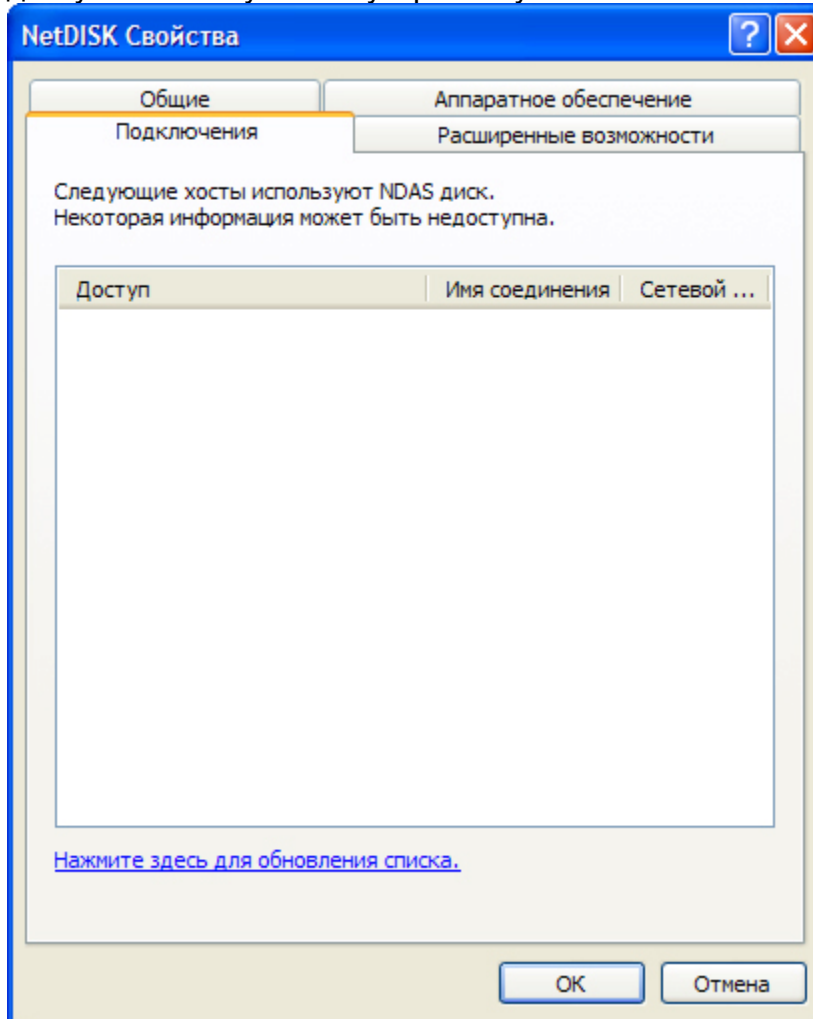 NetDISK Свойства
Общие
Аппаратное обеспечение
Подключения
Расширенные возможности
Следующие хосты используют NDAS диск.
Некоторая информация может быть недоступна.
Доступ
Имя соединения
Сетевой ...
Нажмите здесь для обновления списка.
OK
Отмена